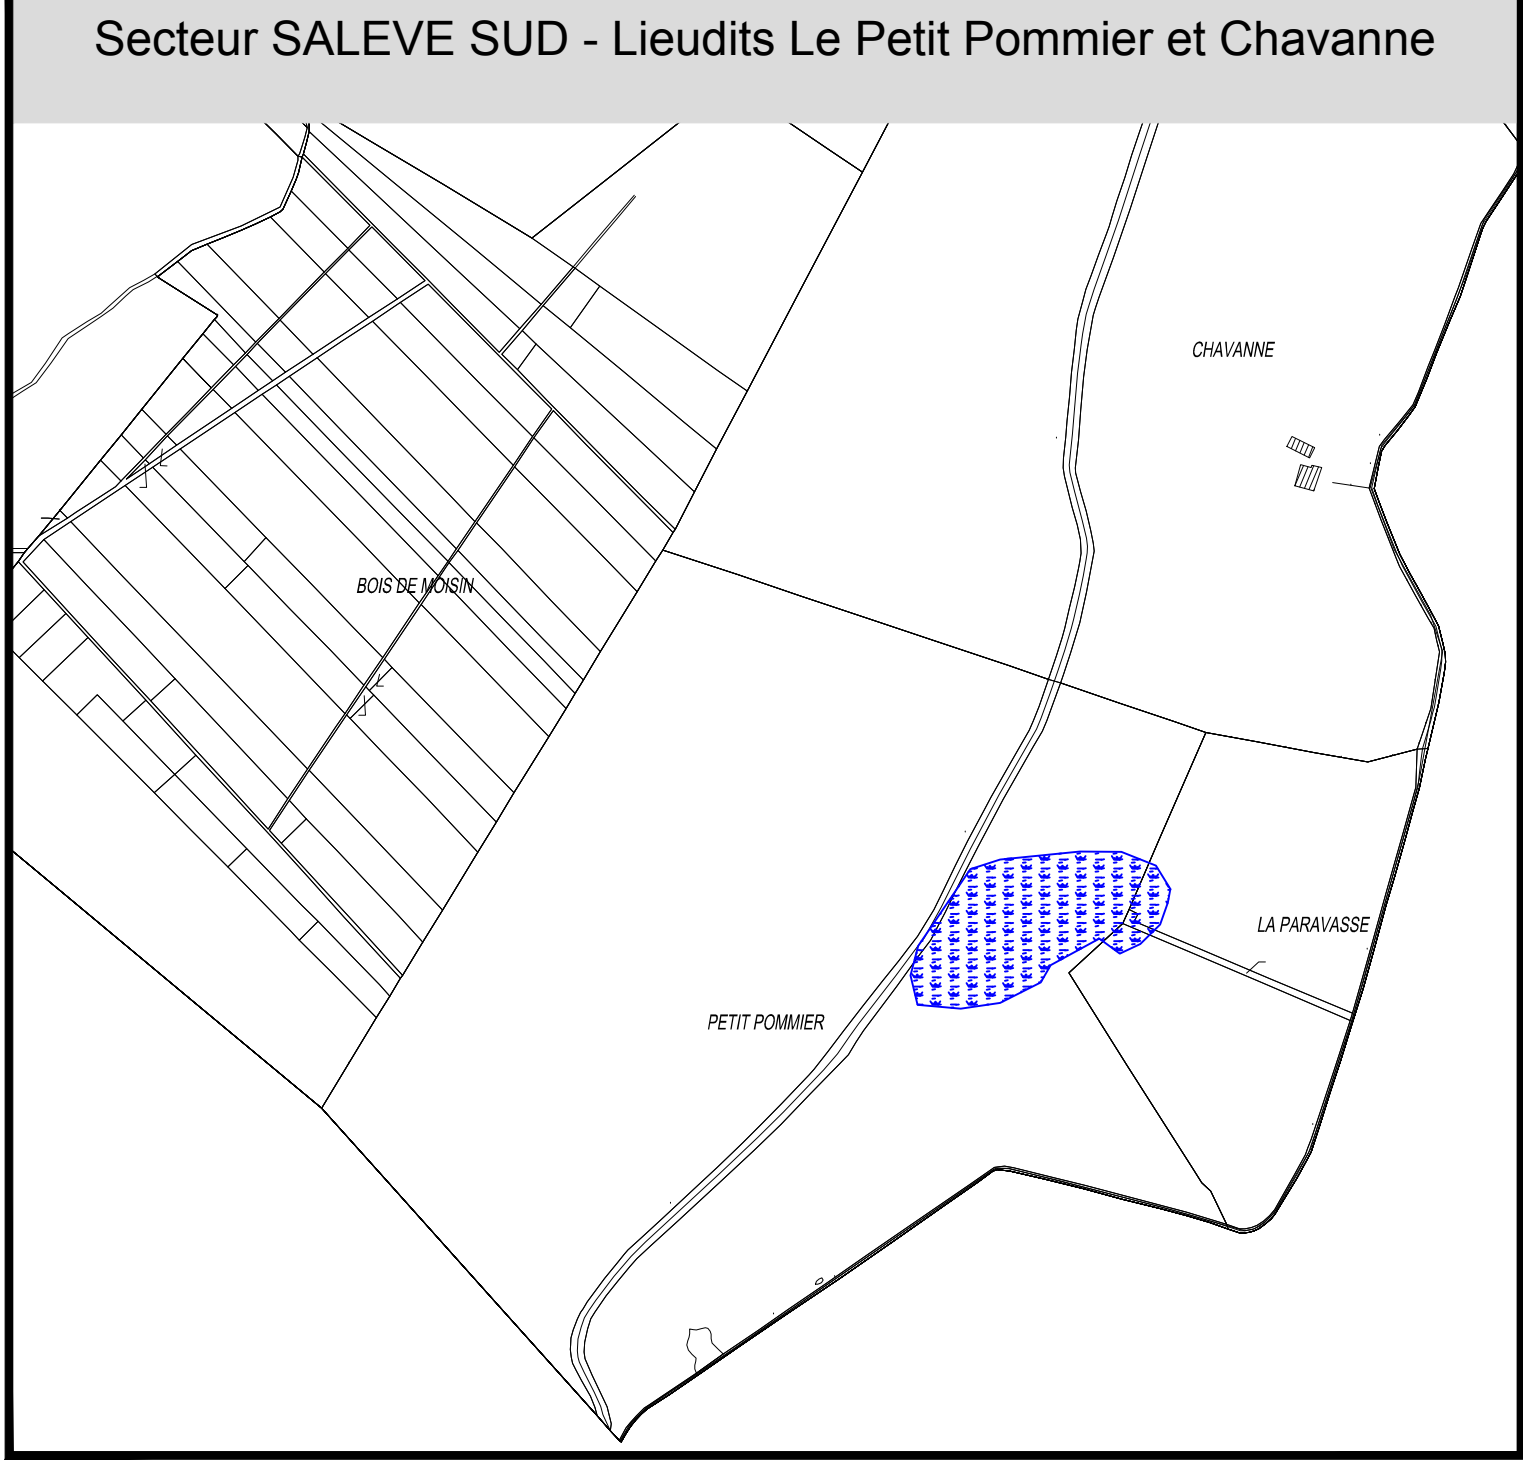 Secteur SALEVE SUD - Lieudits Le Petit Pommier et Chavanne
CHAVANNE
BOIS DE MOISIN
LA PARAVASSE
PETIT POMMIER